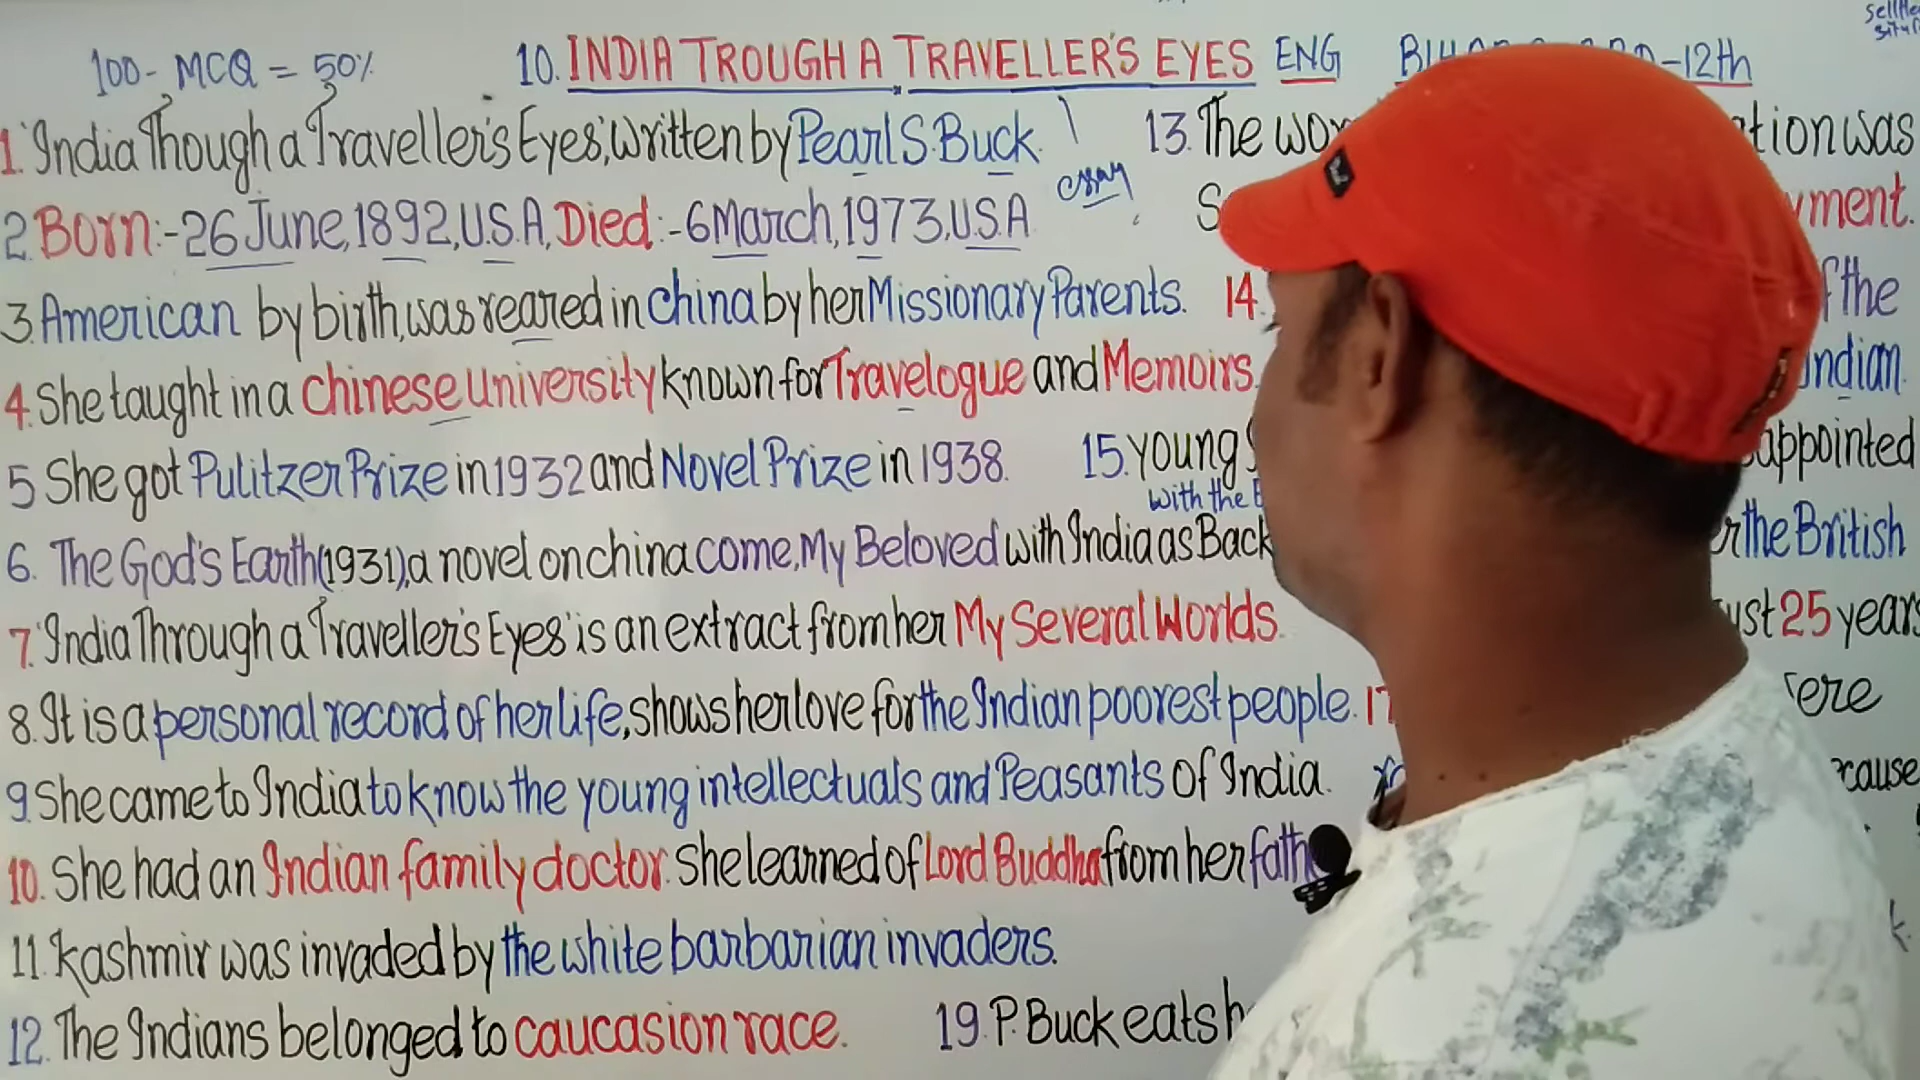 100- MCQ = 50%
10. INDIA TROUGH A TRAVELLER'S EYES ENG -12th
1. 'India Though a Traveller's Eyes', written by Pearl S. Buck.
essay
2. Born:- 26 June, 1892, U.S.A, Died:- 6 March, 1973, U.S.A
3. American by birth, was reared in china by her Missionary Parents.
4. She taught in a Chinese university known for Travelogue and Memoirs.
5 She got Pulitzer Prize in 1932 and Novel Prize in 1938.
6. The God's Earth (1931), a novel on china come, My Beloved with India as Back
7. 'India Through a Traveller's Eyes' is an extract from her My Several Worlds.
8. It is a personal record of her life, shows her love for the Indian poorest people.
9 She came to India to know the young intellectuals and Peasants of India.
10. She had an Indian family doctor. She learned of Lord Buddha from her fath
11. Kashmir was invaded by the white barbarian invaders.
12. The Indians belonged to caucasion race.
13. The wor tion was
S yment.
14. f the
indian.
15. young appointed
with the
the British
ust 25 years
17 ere
cause
19. P. Buck eats h